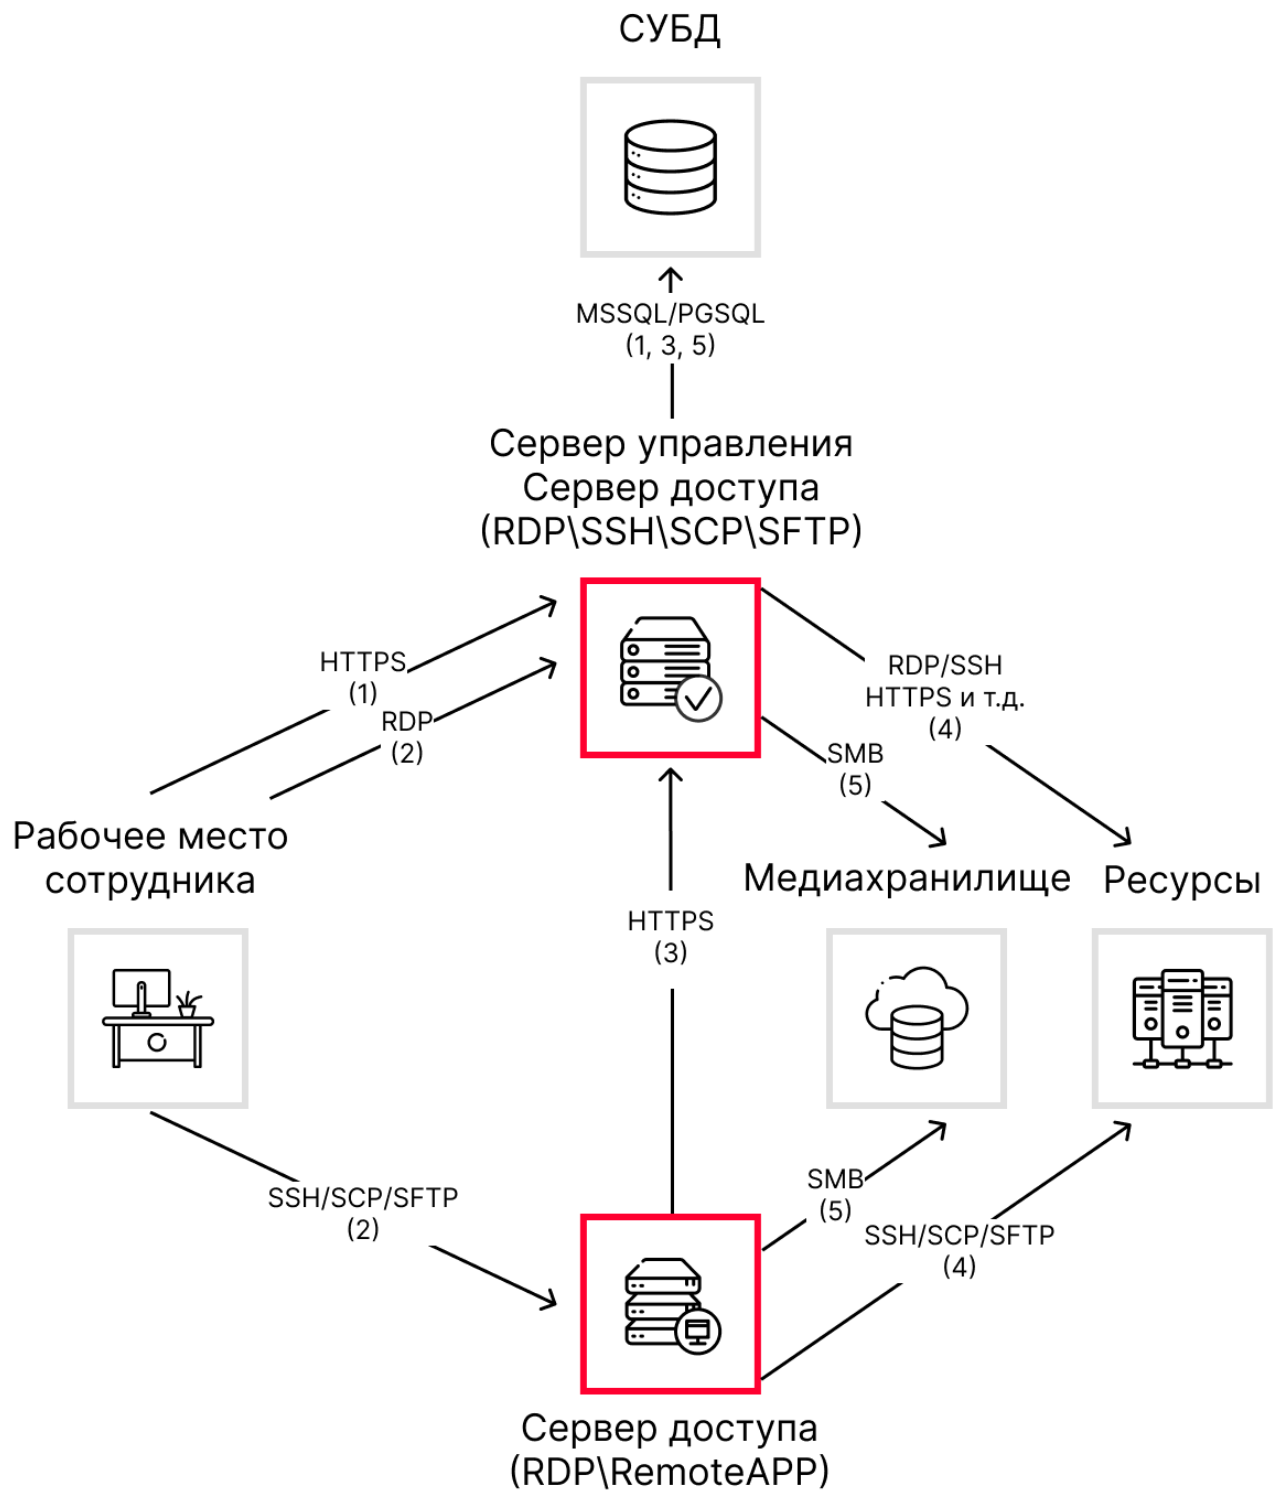 СУБД
MSSQL/PGSQL
(1, 3, 5)
Сервер управления
Сервер доступа
(RDP\SSH\SCP\SFTP)
HTTPS
(1)
RDP
(2)
RDP/SSH
HTTPS и т.д.
(4)
SMB
(5)
Рабочее место
сотрудника
Медиахранилище
Ресурсы
HTTPS
(3)
SSH/SCP/SFTP
(2)
SMB
(5)
SSH/SCP/SFTP
(4)
Сервер доступа
(RDP\RemoteAPP)